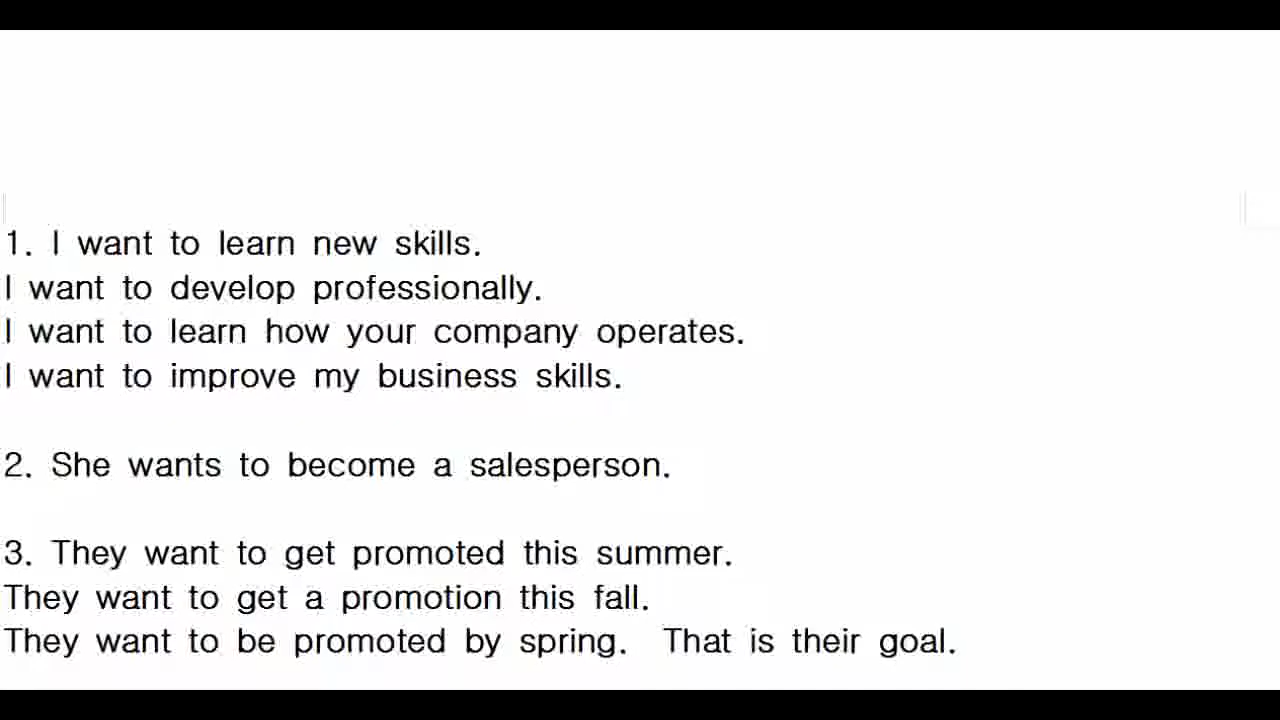 1. I want to learn new skills.
I want to develop professionally.
I want to learn how your company operates.
I want to improve my business skills.
2. She wants to become a salesperson.
3. They want to get promoted this summer.
They want to get a promotion this fall.
They want to be promoted by spring.  That is their goal.